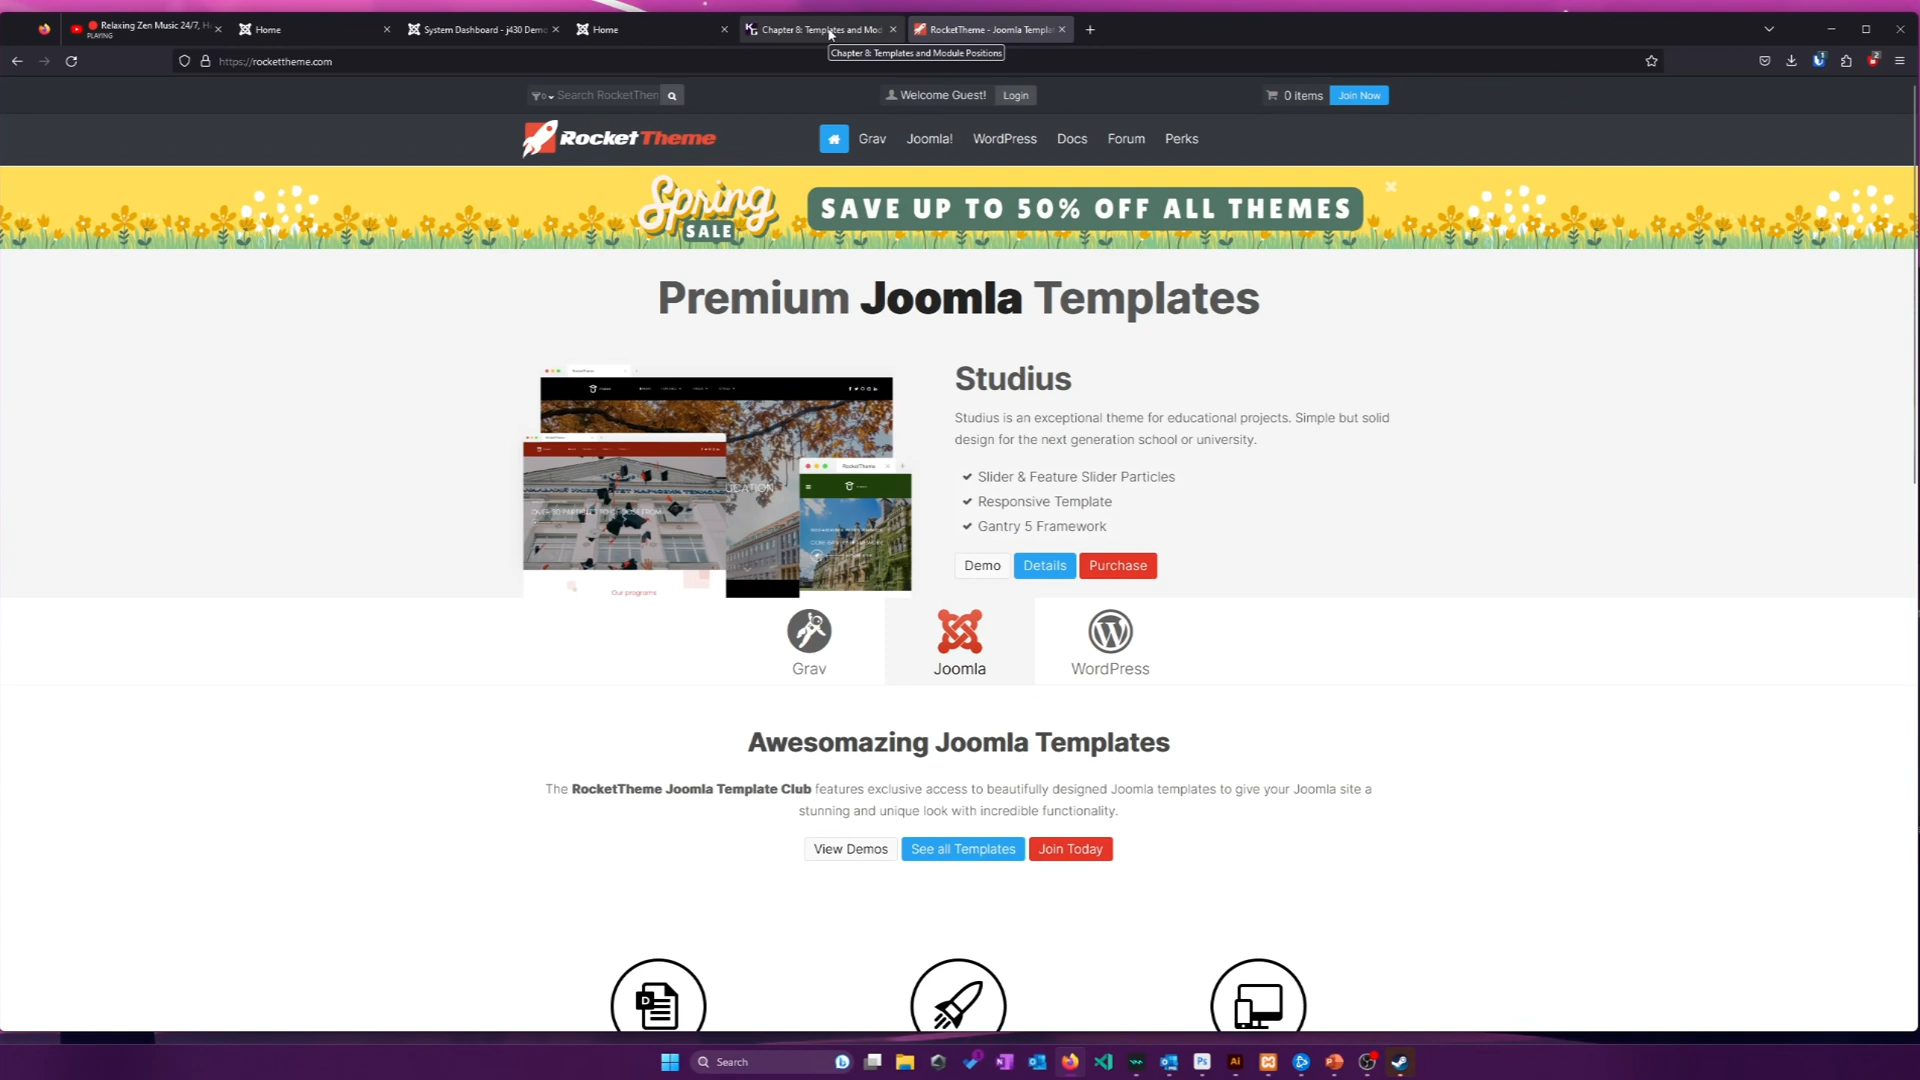 Relaxing Zen Music 24/7, H
PLAYING
Home
System Dashboard - j430 Demo
Home
Chapter 8: Templates and Mod
RocketTheme - Joomla Templat
Chapter 8: Templates and Module Positions
https://rockettheme.com
Search RocketThem
Welcome Guest!
Login
0 items
Join Now
RocketTheme
Grav
Joomla!
WordPress
Docs
Forum
Perks
Spring
SALE
SAVE UP TO 50% OFF ALL THEMES
Premium Joomla Templates
Studius
Studius is an exceptional theme for educational projects. Simple but solid
design for the next generation school or university.
Slider & Feature Slider Particles
Responsive Template
Gantry 5 Framework
Demo
Details
Purchase
RocketTheme
Our programs
Grav
Joomla
WordPress
Awesomazing Joomla Templates
The RocketTheme Joomla Template Club features exclusive access to beautifully designed Joomla templates to give your Joomla site a
stunning and unique look with incredible functionality.
View Demos
See all Templates
Join Today
D
Search